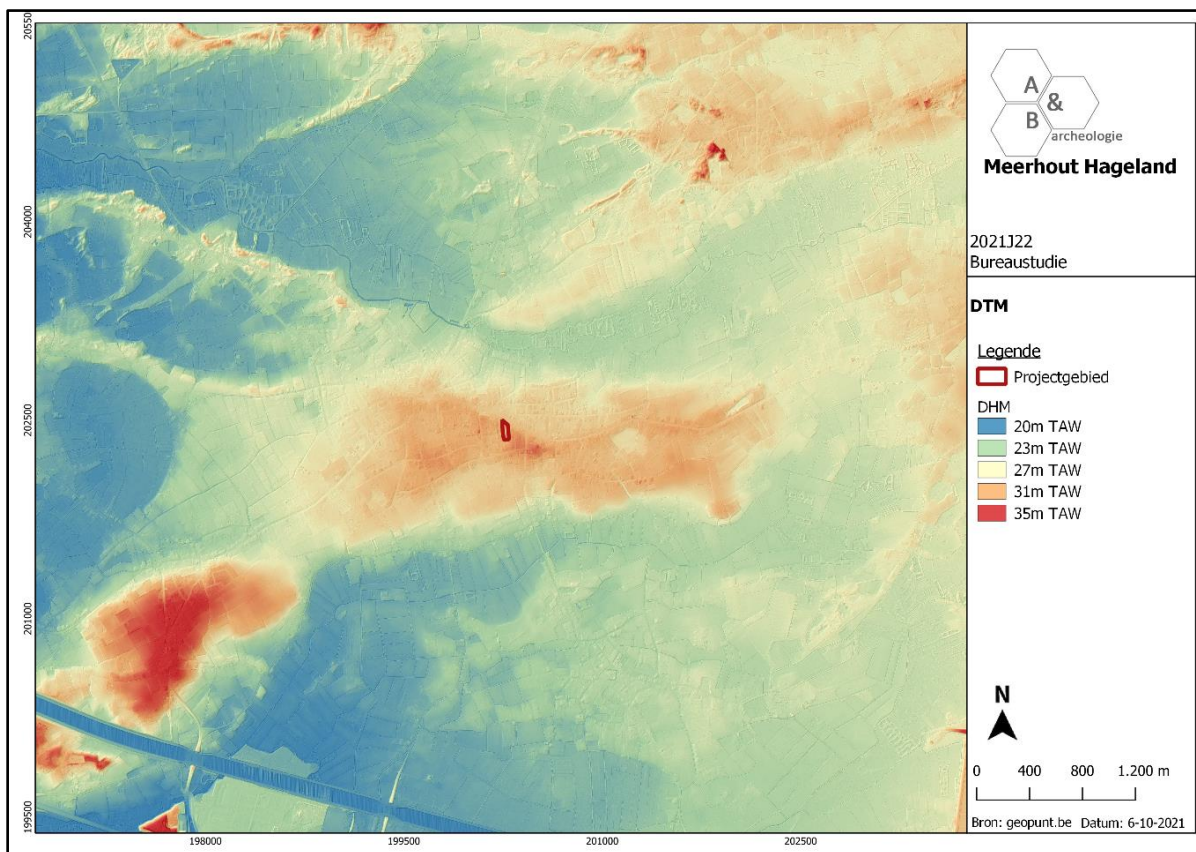 20550
204000
202500
201000
199500
198000
199500
201000
202500
A
&
B
archeologie
Meerhout Hageland
2021J22
Bureaustudie
DTM
Legende
Projectgebied
DHM
20m TAW
23m TAW
27m TAW
31m TAW
35m TAW
N
0 400 800 1.200 m
Bron: geopunt.be Datum: 6-10-2021